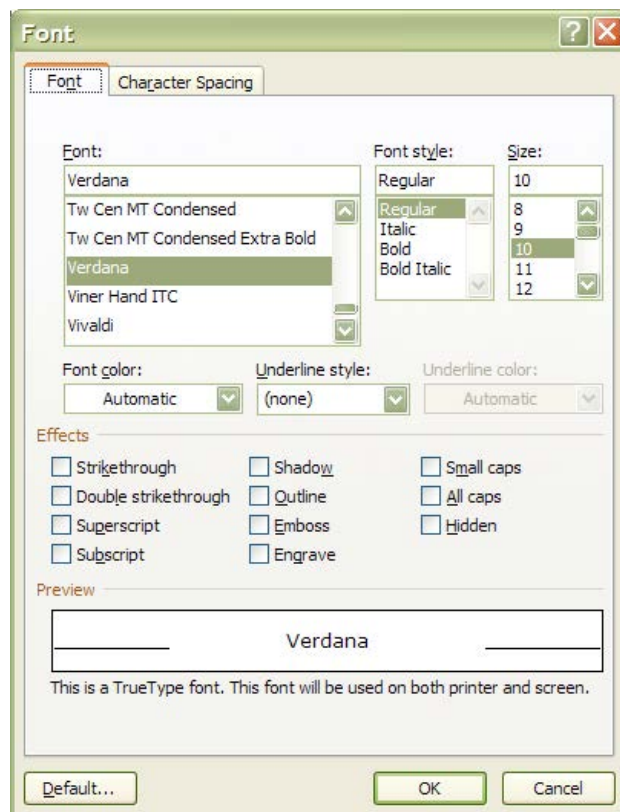 Font
Font Character Spacing
Font: Font style: Size:
Verdana Regular 10
Tw Cen MT Condensed Regular 8
Tw Cen MT Condensed Extra Bold Italic 9
Verdana Bold 10
Viner Hand ITC Bold Italic 11
Vivaldi 12
Font color: Underline style: Underline color:
Automatic (none) Automatic
Effects
Strikethrough Shadow Small caps
Double strikethrough Outline All caps
Superscript Emboss Hidden
Subscript Engrave
Preview
Verdana
This is a TrueType font. This font will be used on both printer and screen.
Default... OK Cancel